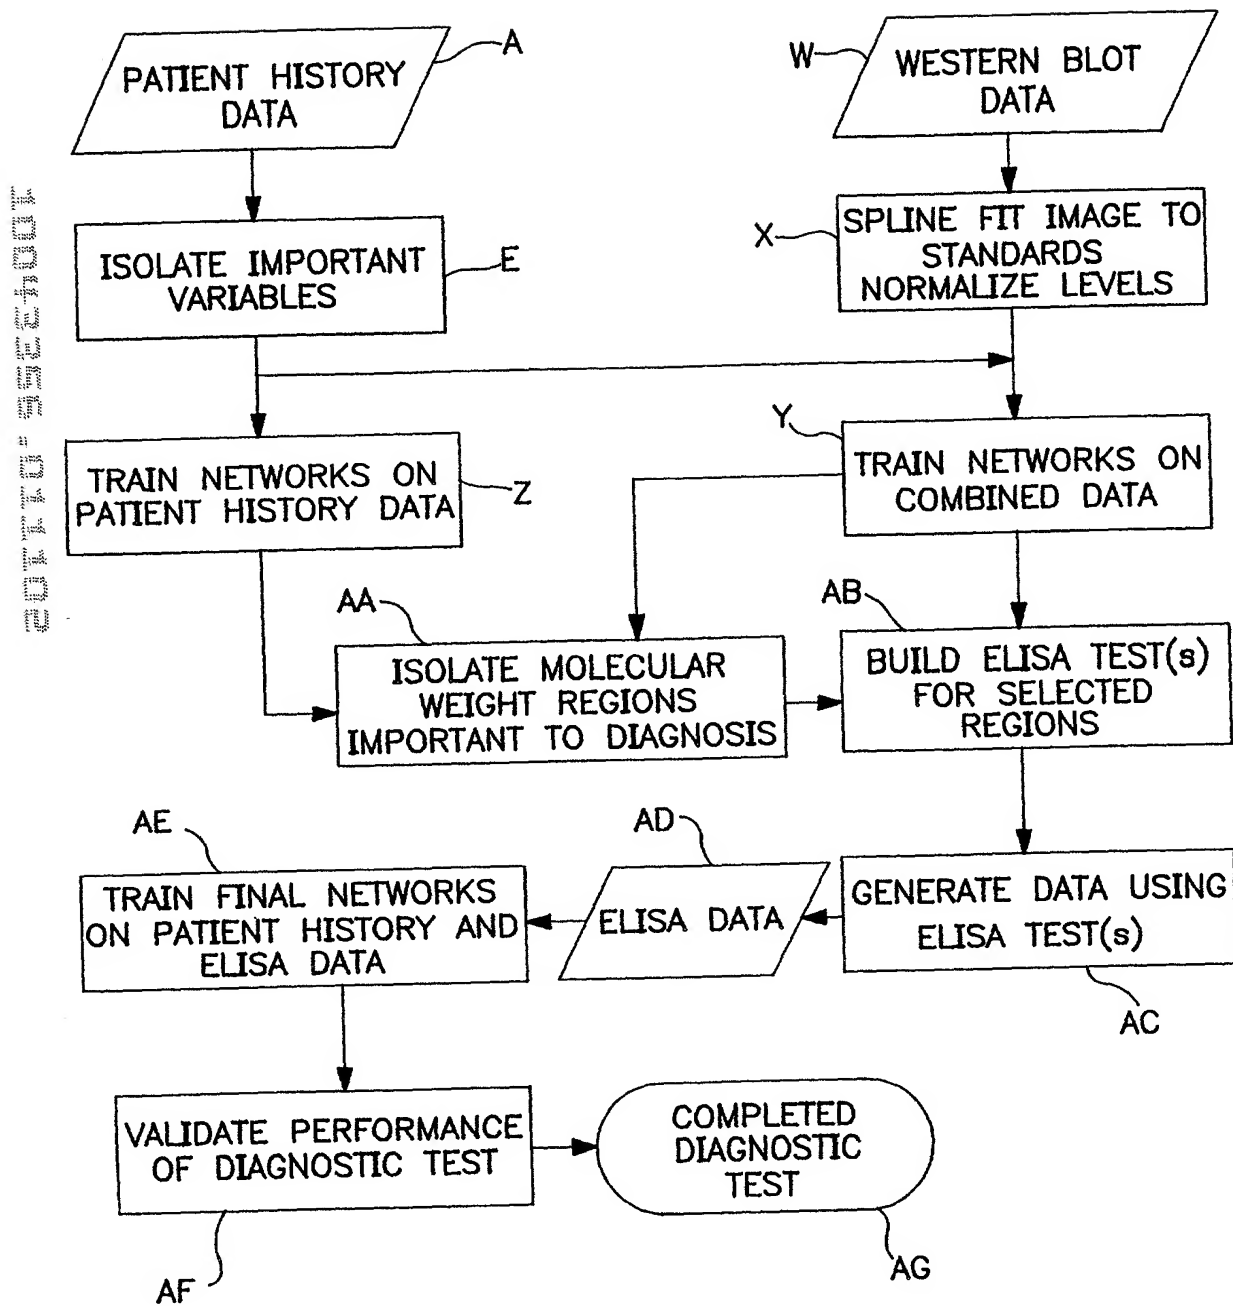 A
PATIENT HISTORY
DATA
W
WESTERN BLOT
DATA
E
ISOLATE IMPORTANT
VARIABLES
X
SPLINE FIT IMAGE TO
STANDARDS
NORMALIZE LEVELS
Z
TRAIN NETWORKS ON
PATIENT HISTORY DATA
Y
TRAIN NETWORKS ON
COMBINED DATA
AA
ISOLATE MOLECULAR
WEIGHT REGIONS
IMPORTANT TO DIAGNOSIS
AB
BUILD ELISA TEST(s)
FOR SELECTED
REGIONS
AE
TRAIN FINAL NETWORKS
ON PATIENT HISTORY AND
ELISA DATA
AD
ELISA DATA
GENERATE DATA USING
ELISA TEST(s)
AC
VALIDATE PERFORMANCE
OF DIAGNOSTIC TEST
AF
COMPLETED
DIAGNOSTIC
TEST
AG
10043356.011102